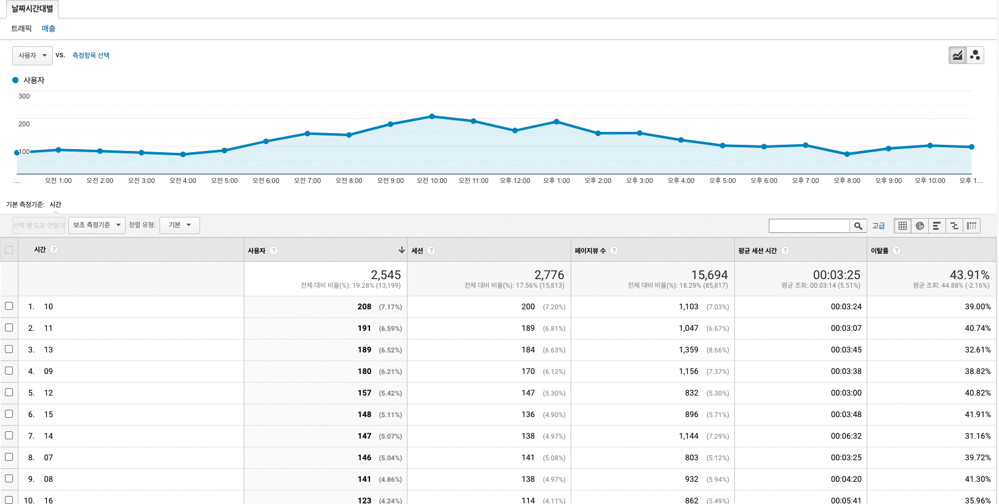 날짜시간대별
트래픽 매출
사용자 vs. 측정항목 선택
사용자
300
200
100
... 오전 1:00 오전 2:00 오전 3:00 오전 4:00 오전 5:00 오전 6:00 오전 7:00 오전 8:00 오전 9:00 오전 10:00 오전 11:00 오후 12:00 오후 1:00 오후 2:00 오후 3:00 오후 4:00 오후 5:00 오후 6:00 오후 7:00 오후 8:00 오후 9:00 오후 10:00 오후 1...
기본 측정기준: 시간
선택 행 도표 만들기 보조 측정기준 정렬 유형: 기본 고급
시간 ? 사용자 ? 세션 ? 페이지뷰 수 ? 평균 세션 시간 ? 이탈률 ?
2,545 2,776 15,694 00:03:25 43.91%
전체 대비 비율(%): 19.28% (13,199) 전체 대비 비율(%): 17.56% (15,813) 전체 대비 비율(%): 18.29% (85,817) 평균 조회: 00:03:14 (5.51%) 평균 조회: 44.88% (-2.16%)
1. 10 208 (7.17%) 200 (7.20%) 1,103 (7.03%) 00:03:24 39.00%
2. 11 191 (6.59%) 189 (6.81%) 1,047 (6.67%) 00:03:07 40.74%
3. 13 189 (6.52%) 184 (6.63%) 1,359 (8.66%) 00:03:45 32.61%
4. 09 180 (6.21%) 170 (6.12%) 1,156 (7.37%) 00:03:38 38.82%
5. 12 157 (5.42%) 147 (5.30%) 832 (5.30%) 00:03:00 40.82%
6. 15 148 (5.11%) 136 (4.90%) 896 (5.71%) 00:03:48 41.91%
7. 14 147 (5.07%) 138 (4.97%) 1,144 (7.29%) 00:06:32 31.16%
8. 07 146 (5.04%) 141 (5.08%) 803 (5.12%) 00:03:25 39.72%
9. 08 141 (4.86%) 138 (4.97%) 932 (5.94%) 00:04:20 41.30%
10. 16 123 (4.24%) 114 (4.11%) 862 (5.49%) 00:05:41 35.96%